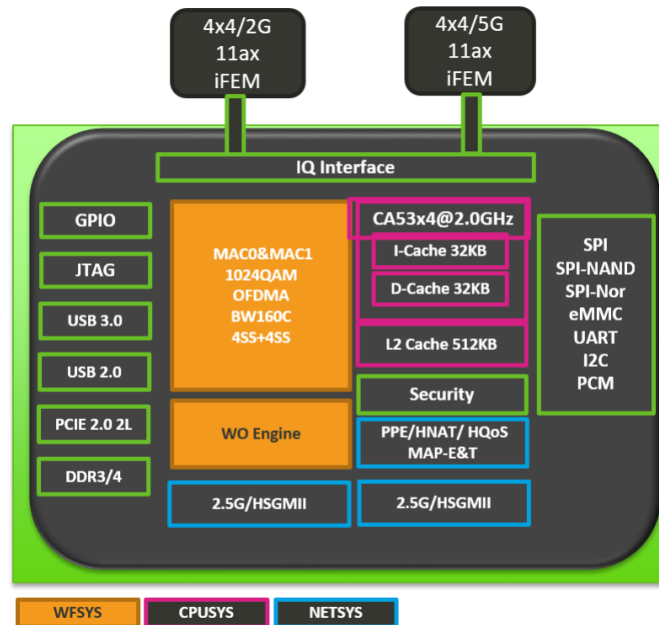 4x4/2G
11ax
iFEM
4x4/5G
11ax
iFEM
IQ Interface
GPIO
JTAG
USB 3.0
USB 2.0
PCIE 2.0 2L
DDR3/4
MAC0&MAC1
1024QAM
OFDMA
BW160C
4SS+4SS
WO Engine
2.5G/HSGMII
CA53x4@2.0GHz
I-Cache 32KB
D-Cache 32KB
L2 Cache 512KB
Security
PPE/HNAT/ HQoS
MAP-E&T
2.5G/HSGMII
SPI
SPI-NAND
SPI-Nor
eMMC
UART
I2C
PCM
WFSYS
CPUSYS
NETSYS